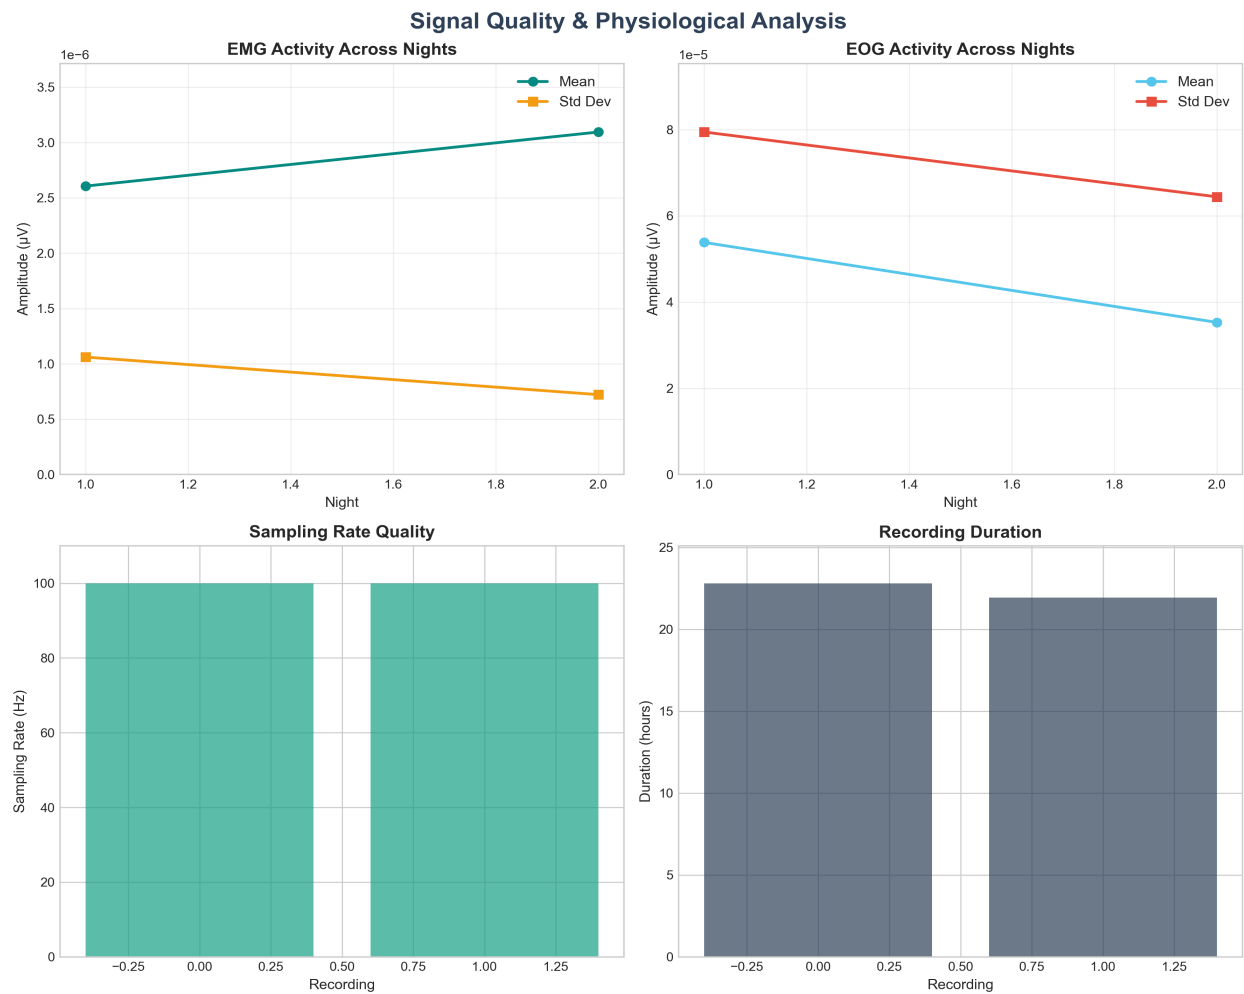 Signal Quality & Physiological Analysis
EMG Activity Across Nights
1e−6
3.5
3.0
2.5
2.0
1.5
1.0
0.5
0.0
Amplitude (μV)
Mean
Std Dev
1.0
1.2
1.4
1.6
1.8
2.0
Night
EOG Activity Across Nights
1e−5
8
6
4
2
0
Amplitude (μV)
Mean
Std Dev
1.0
1.2
1.4
1.6
1.8
2.0
Night
Sampling Rate Quality
100
80
60
40
20
0
Sampling Rate (Hz)
−0.25
0.00
0.25
0.50
0.75
1.00
1.25
Recording
Recording Duration
25
20
15
10
5
0
Duration (hours)
−0.25
0.00
0.25
0.50
0.75
1.00
1.25
Recording